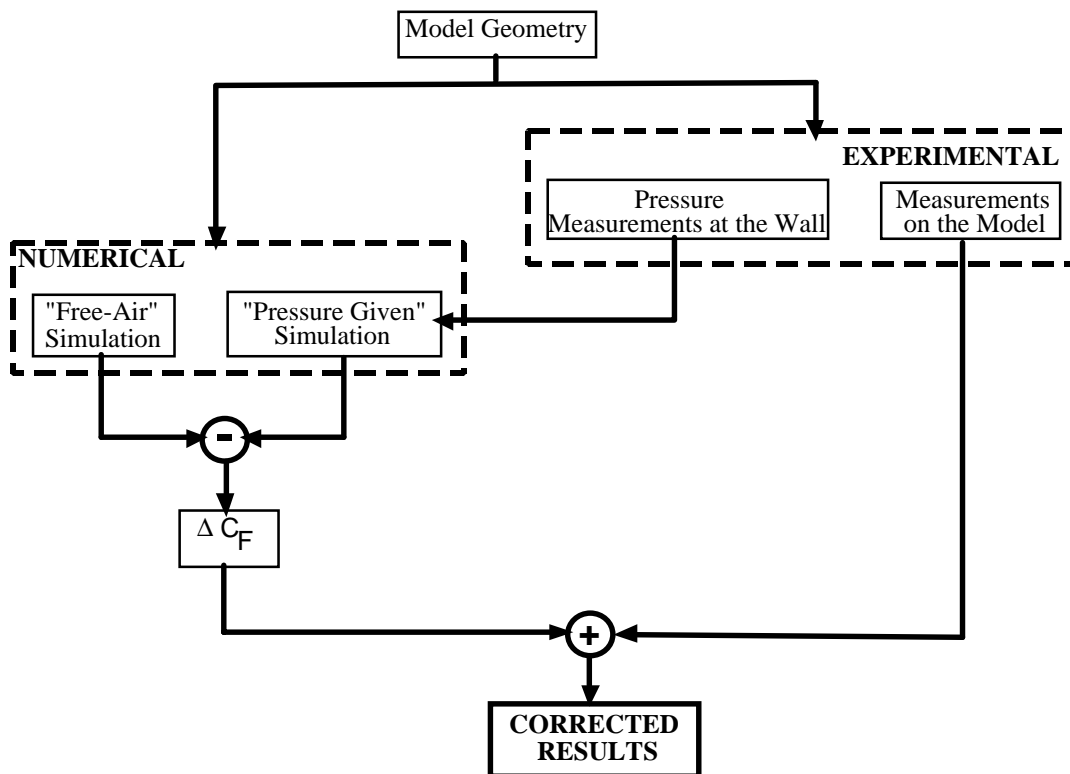 Model Geometry
EXPERIMENTAL
Pressure
Measurements at the Wall
Measurements
on the Model
NUMERICAL
"Free-Air"
Simulation
"Pressure Given"
Simulation
-
Δ CF
+
CORRECTED
RESULTS